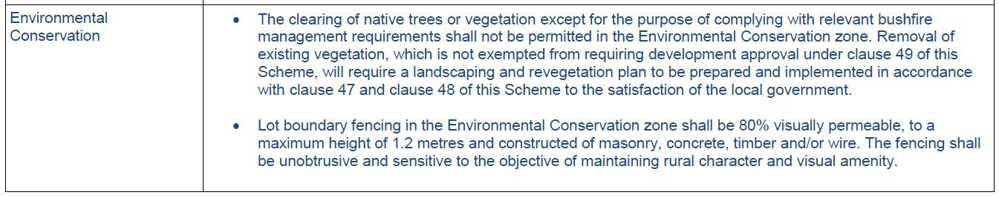 Environmental
Conservation
• The clearing of native trees or vegetation except for the purpose of complying with relevant bushfire
management requirements shall not be permitted in the Environmental Conservation zone. Removal of
existing vegetation, which is not exempted from requiring development approval under clause 49 of this
Scheme, will require a landscaping and revegetation plan to be prepared and implemented in accordance
with clause 47 and clause 48 of this Scheme to the satisfaction of the local government.
• Lot boundary fencing in the Environmental Conservation zone shall be 80% visually permeable, to a
maximum height of 1.2 metres and constructed of masonry, concrete, timber and/or wire. The fencing shall
be unobtrusive and sensitive to the objective of maintaining rural character and visual amenity.